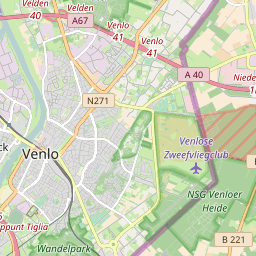 Velden
40
Velden
A67
Venlo
41
Venlo
41
A 40
Niede
40
N271
Venlose
Zweefvliegclub
ck
Venlo
NSG Venloer
Heide
ppunt Tiglia
Wandelpark
B 221
B